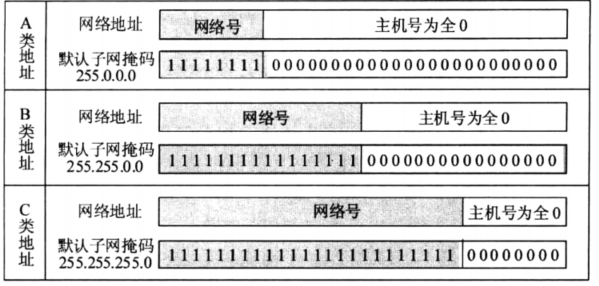 A类地址
网络地址 网络号 主机号为全0
默认子网掩码 255.0.0.0 11111111 000000000000000000000000
B类地址
网络地址 网络号 主机号为全0
默认子网掩码 255.255.0.0 1111111111111111 0000000000000000
C类地址
网络地址 网络号 主机号为全0
默认子网掩码 255.255.255.0 111111111111111111111111 00000000